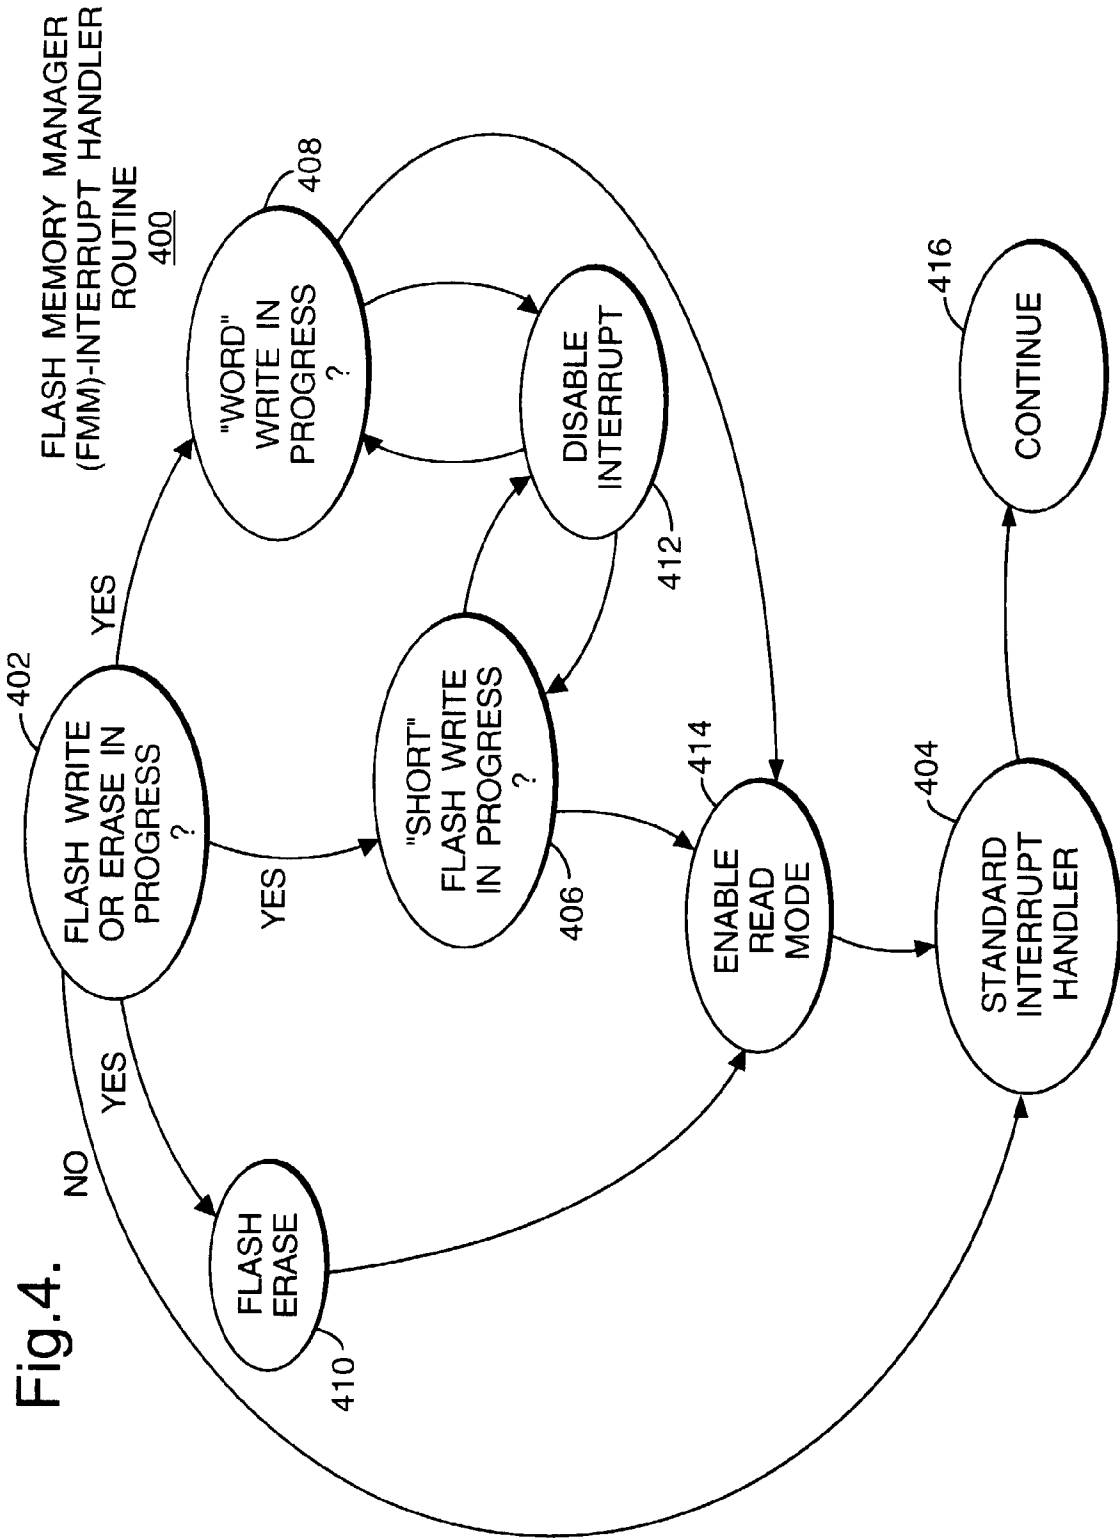 Fig.4.
FLASH MEMORY MANAGER
(FMM)-INTERRUPT HANDLER
ROUTINE
400
402
FLASH WRITE
OR ERASE IN
PROGRESS
?
NO
YES
YES
YES
410
FLASH
ERASE
"SHORT"
FLASH WRITE
IN PROGRESS
?
406
408
"WORD"
WRITE IN
PROGRESS
?
DISABLE
INTERRUPT
412
414
ENABLE
READ
MODE
404
STANDARD
INTERRUPT
HANDLER
416
CONTINUE